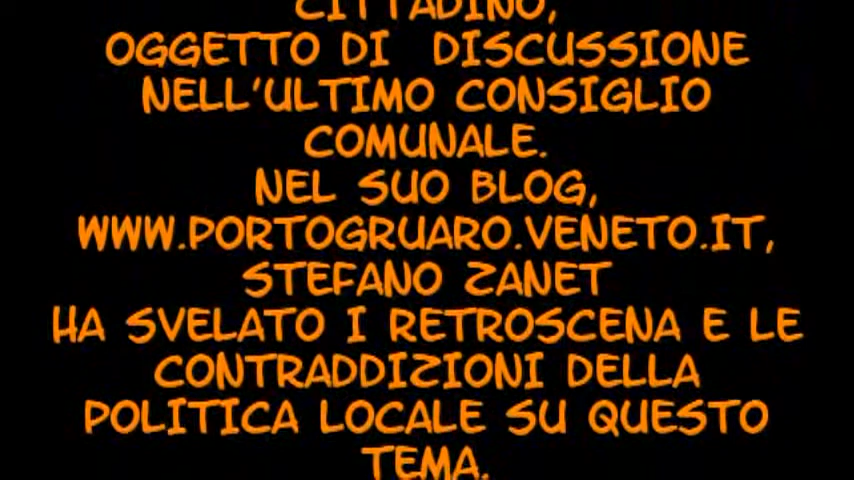 CITTADINO,
OGGETTO DI DISCUSSIONE
NELL'ULTIMO CONSIGLIO
COMUNALE.
NEL SUO BLOG,
WWW.PORTOGRUARO.VENETO.IT,
STEFANO ZANET
HA SVELATO I RETROSCENA E LE
CONTRADDIZIONI DELLA
POLITICA LOCALE SU QUESTO
TEMA.